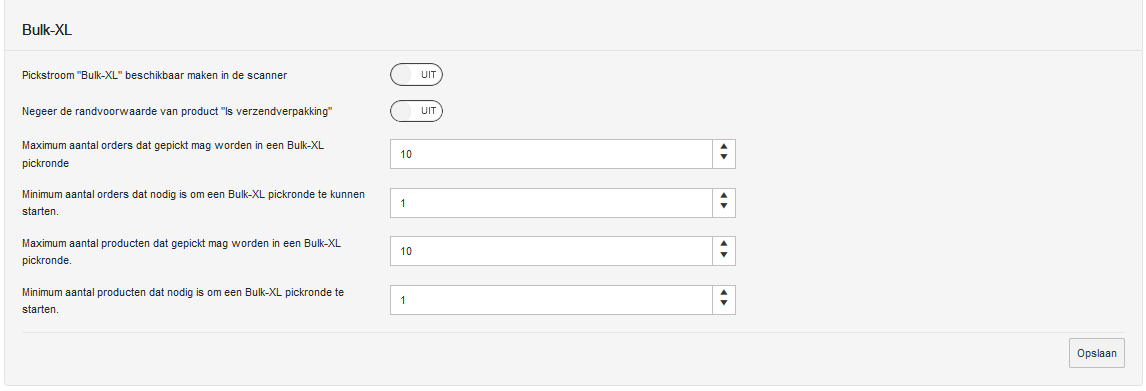 Bulk-XL
Pickstroom "Bulk-XL" beschikbaar maken in de scanner
UIT
Negeer de randvoorwaarde van product "Is verzendverpakking"
UIT
Maximum aantal orders dat gepickt mag worden in een Bulk-XL
pickronde
10
Minimum aantal orders dat nodig is om een Bulk-XL pickronde te kunnen
starten.
1
Maximum aantal producten dat gepickt mag worden in een Bulk-XL
pickronde.
10
Minimum aantal producten dat nodig is om een Bulk-XL pickronde te
starten.
1
Opslaan